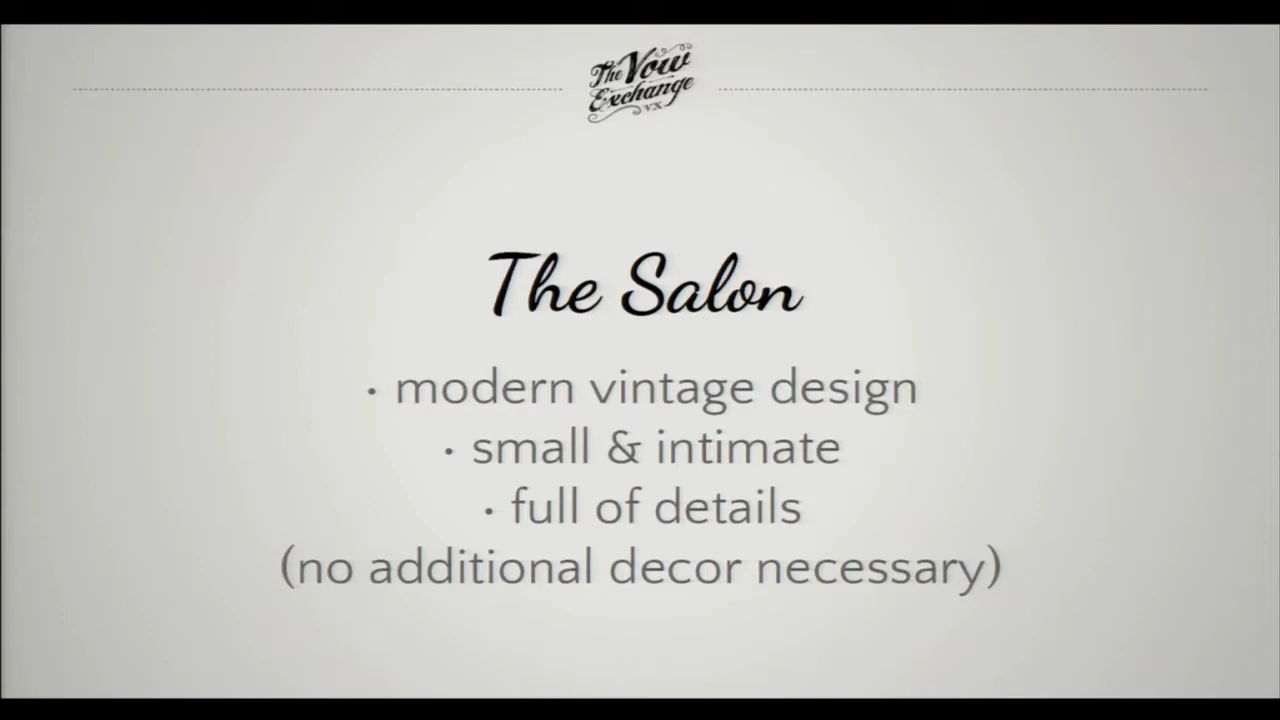 The Vow
Exchange
VX
The Salon
• modern vintage design
• small & intimate
• full of details
(no additional decor necessary)